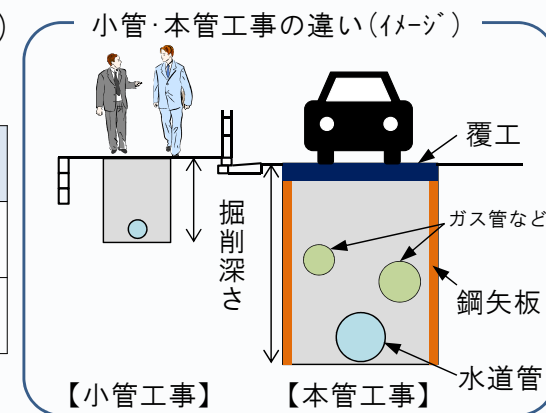 )
小管・本管工事の違い(ｲﾒｰｼﾞ)
覆工
ガス管など
掘削深さ
鋼矢板
水道管
【小管工事】
【本管工事】